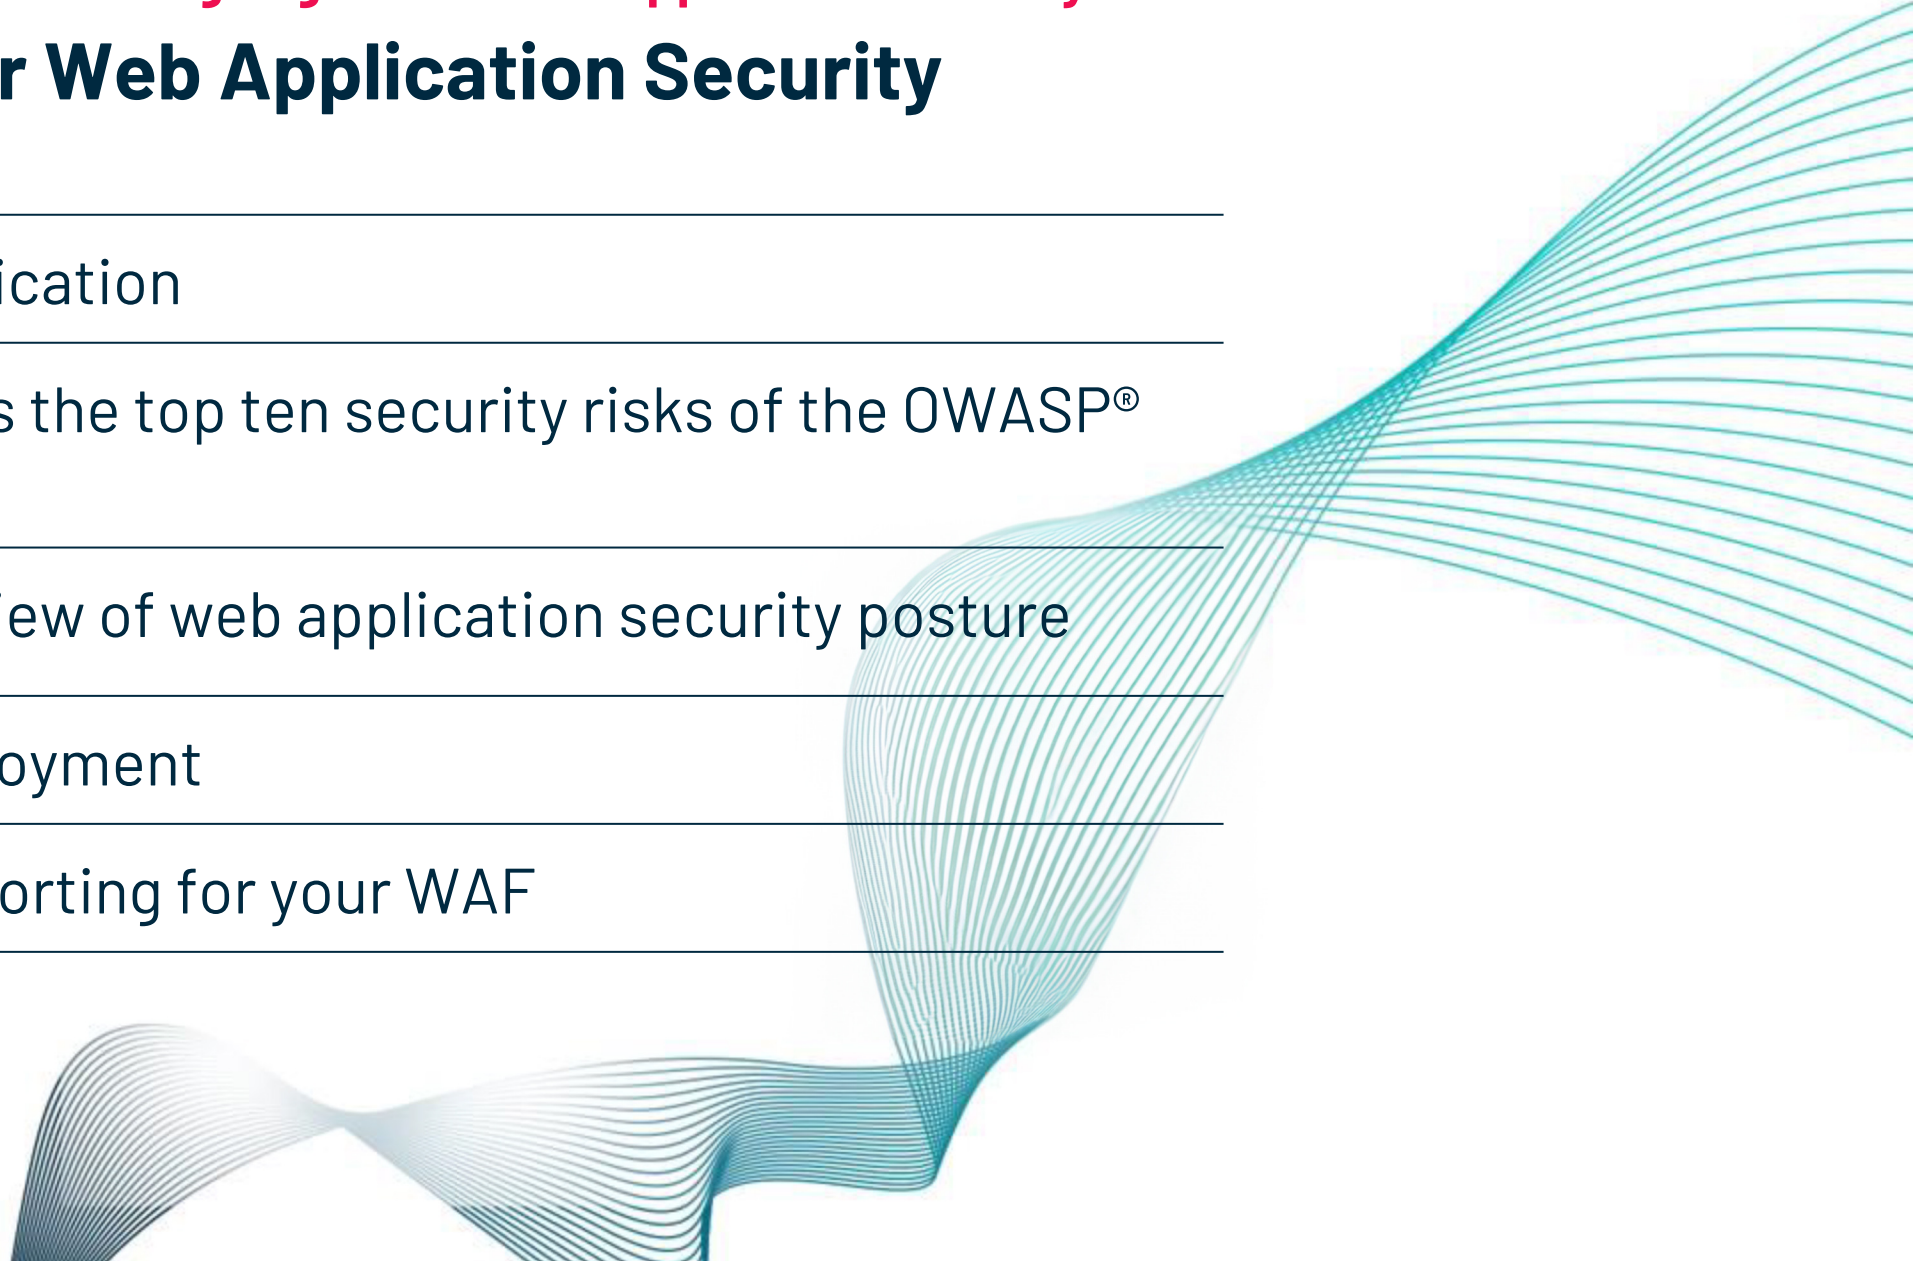 r Web Application Security
ication
s the top ten security risks of the OWASP®
iew of web application security posture
oyment
orting for your WAF